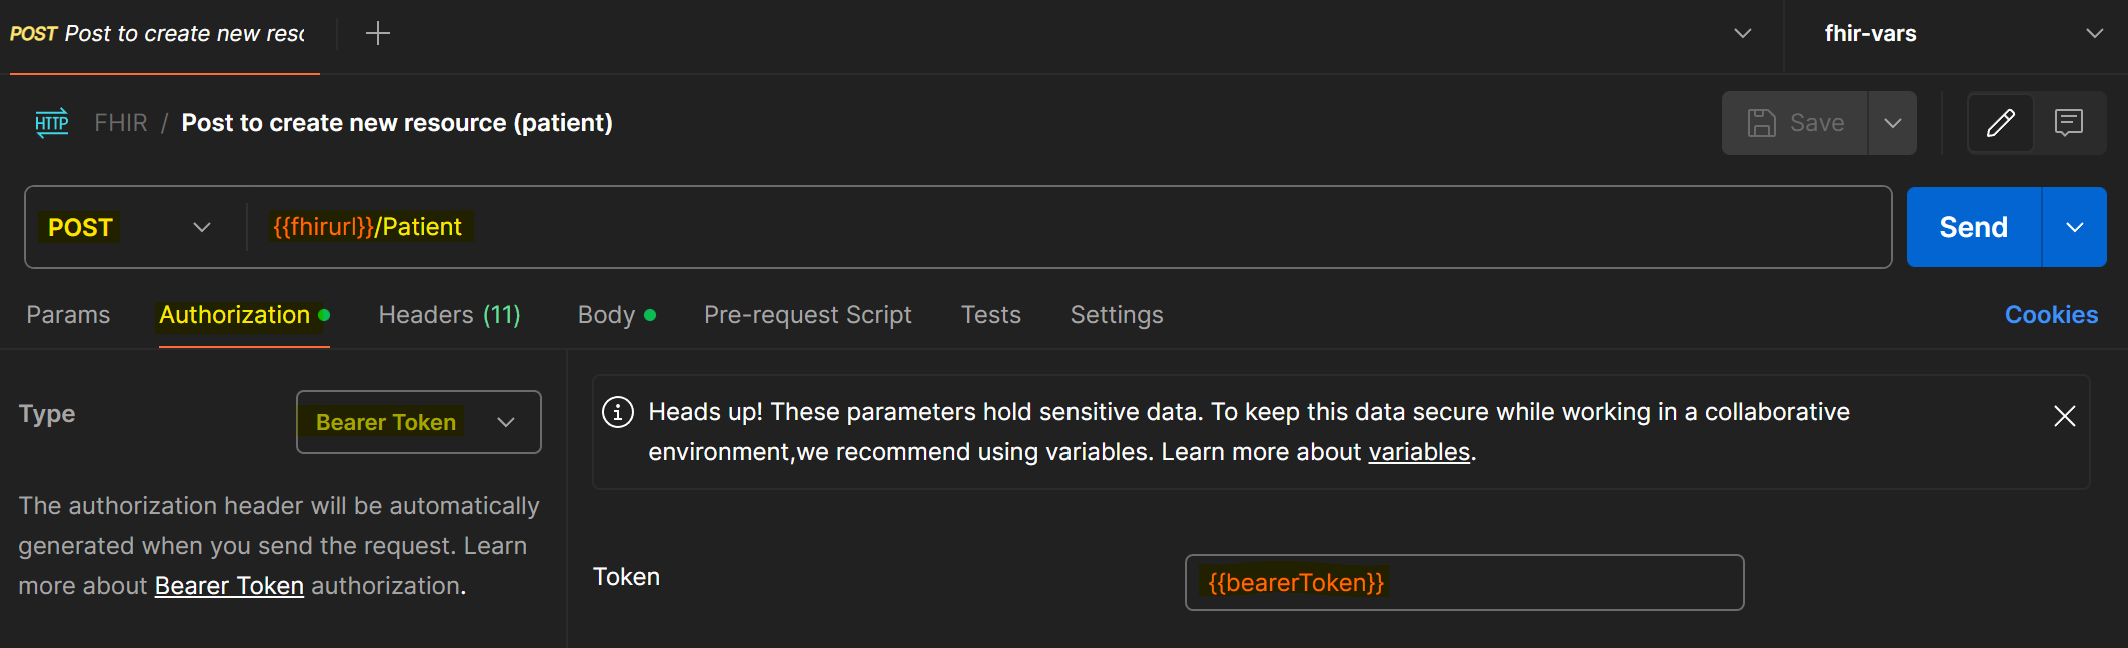 POST Post to create new resc
fhir-vars
HTTP FHIR / Post to create new resource (patient)
Save
POST {{fhirurl}}/Patient
Send
Params Authorization Headers (11) Body Pre-request Script Tests Settings Cookies
Type
Bearer Token
The authorization header will be automatically
generated when you send the request. Learn
more about Bearer Token authorization.
Heads up! These parameters hold sensitive data. To keep this data secure while working in a collaborative
environment,we recommend using variables. Learn more about variables.
Token
{{bearerToken}}